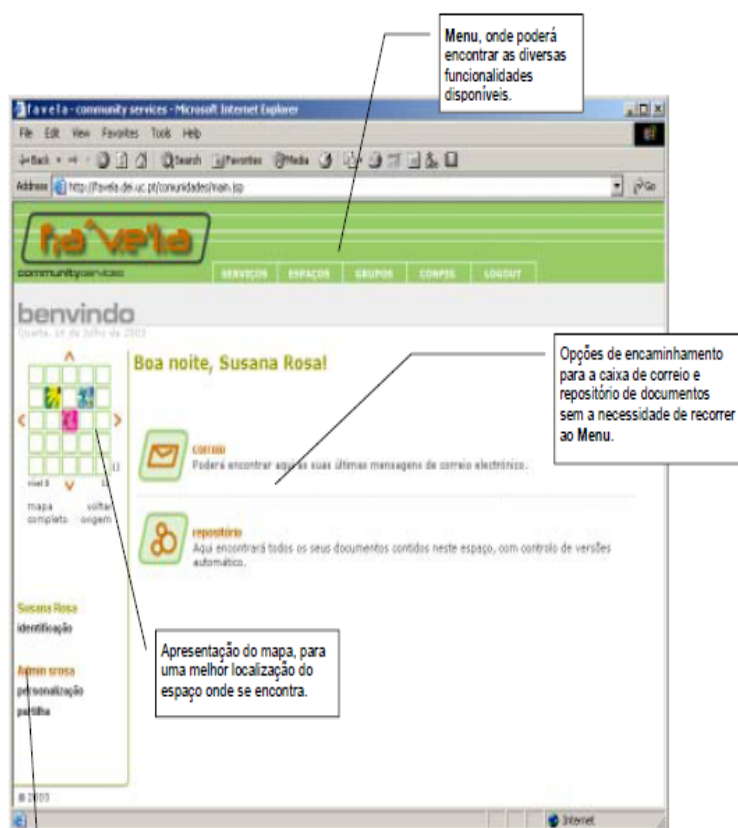 Menu, onde poderá
encontrar as diversas
funcionalidades
disponíveis.
f a v e l a - community services - Microsoft Internet Explorer
File Edit View Favorites Tools Help
Back Search Favorites Media
Address http://favela.dei.uc.pt/comunidades/main.jsp Go
favela
communityservices
SERVIÇOS ESPAÇOS GRUPOS CONFIG LOGOUT
benvindo
Quarta, 16 de Julho de 2003
Boa noite, Susana Rosa!
Opções de encaminhamento
para a caixa de correio e
repositório de documentos
sem a necessidade de recorrer
ao Menu.
correio
Poderá encontrar aqui as suas últimas mensagens de correio electrónico.
nivel 0
mapa completo
voltar origem
repositório
Aqui encontrará todos os seus documentos contidos neste espaço, com controlo de versões
automático.
Susana Rosa
identificação
Apresentação do mapa, para
uma melhor localização do
espaço onde se encontra.
Admin srosa
personalização
partilha
© 2003
Internet